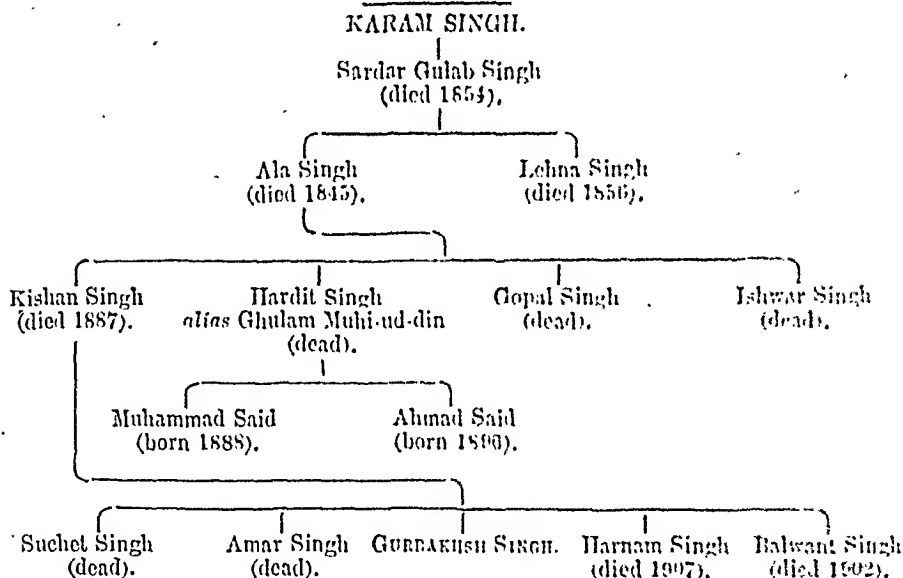 KARAM SINGH.
Sardar Gulab Singh
(died 1854).
Ala Singh Lehna Singh
(died 1845). (died 1856).
Kishan Singh Hardit Singh Gopal Singh Ishwar Singh
(died 1887). alias Ghulam Muhi-ud-din (dead). (dead).
(dead).
Muhammad Said Ahmad Said
(born 1888). (born 1896).
Suchet Singh Amar Singh GURBAKHSH SINGH. Harnam Singh Balwant Singh
(dead). (dead). (died 1907). (died 1902).